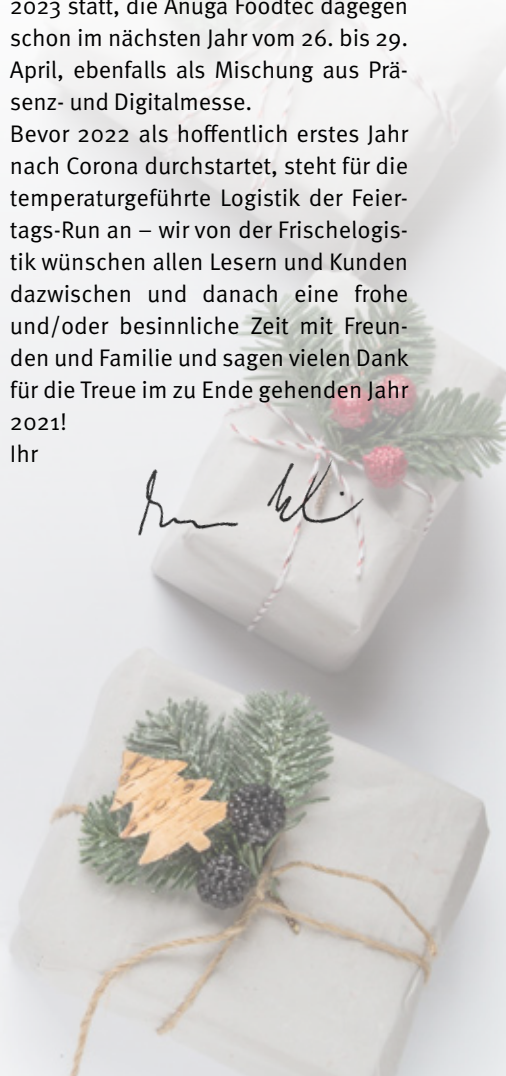 2023 statt, die Anuga Foodtec dagegen
schon im nächsten Jahr vom 26. bis 29.
April, ebenfalls als Mischung aus Prä-
senz- und Digitalmesse.
Bevor 2022 als hoffentlich erstes Jahr
nach Corona durchstartet, steht für die
temperaturgeführte Logistik der Feier-
tags-Run an – wir von der Frischelogis-
tik wünschen allen Lesern und Kunden
dazwischen und danach eine frohe
und/oder besinnliche Zeit mit Freun-
den und Familie und sagen vielen Dank
für die Treue im zu Ende gehenden Jahr
2021!
Ihr